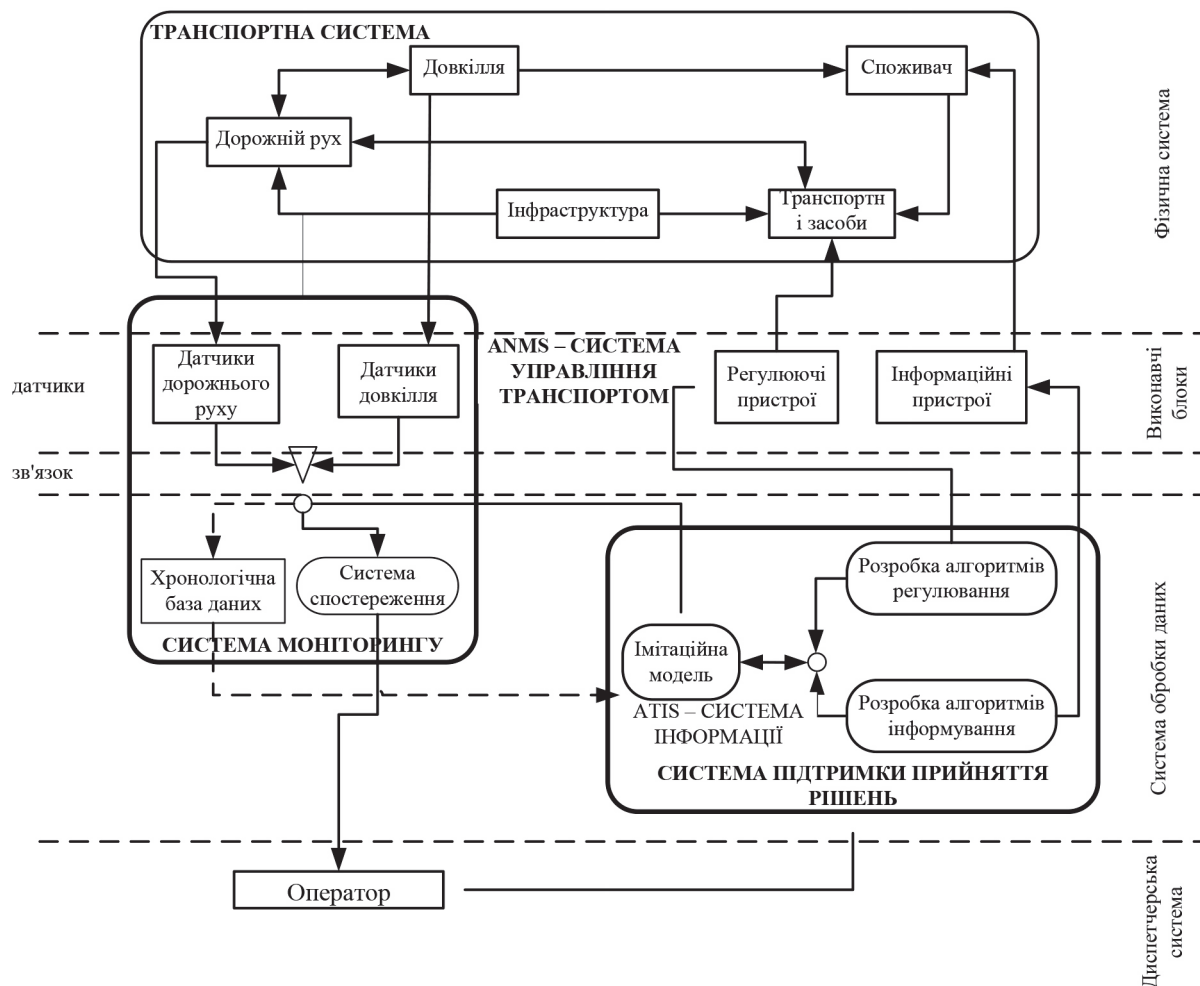 ТРАНСПОРТНА СИСТЕМА
Довкілля
Споживач
Дорожній рух
Інфраструктура
Транспортн
і засоби
Фізична система
датчики
Датчики
дорожнього
руху
Датчики
довкілля
ANMS – СИСТЕМА
УПРАВЛІННЯ
ТРАНСПОРТОМ
Регулюючі
пристрої
Інформаційні
пристрої
Виконавчі
блоки
зв'язок
Хронологічна
база даних
Система
спостереження
СИСТЕМА МОНІТОРИНГУ
Розробка алгоритмів
регулювання
Імітаційна
модель
Розробка алгоритмів
інформування
ATIS – СИСТЕМА
ІНФОРМАЦІЇ
СИСТЕМА ПІДТРИМКИ ПРИЙНЯТТЯ
РІШЕНЬ
Система обробки даних
Оператор
Диспетчерська
система